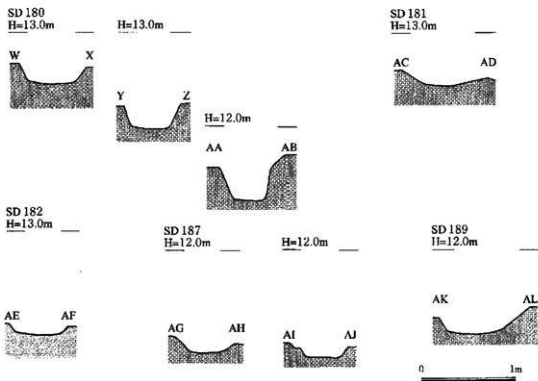 SD 180
H=13.0m
W X
H=13.0m
Y Z
H=12.0m
AA AB
SD 181
H=13.0m
AC AD
SD 182
H=13.0m
AE AF
SD 187
H=12.0m
AG AH
H=12.0m
AI AJ
SD 189
H=12.0m
AK AL
0 1m